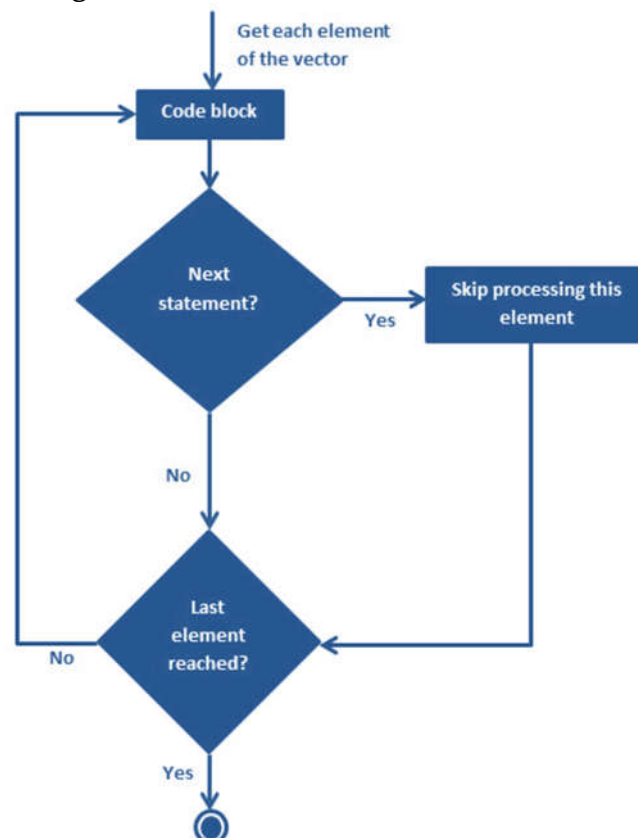 Get each element
of the vector
Code block
Next
statement?
Yes
Skip processing this
element
No
Last
element
reached?
No
Yes